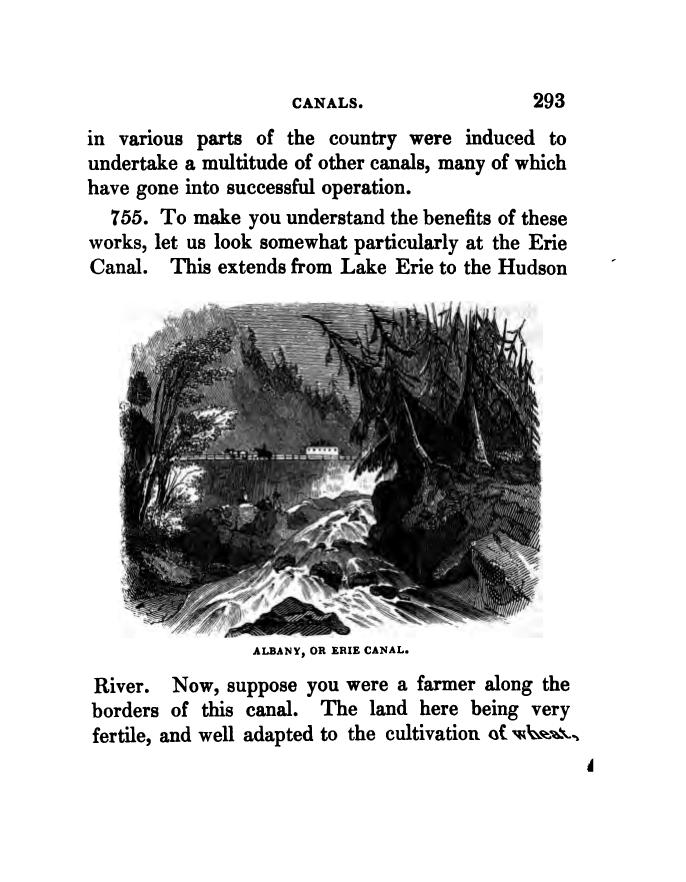 CANALS. 293
in various parts of the country were induced to
undertake a multitude of other canals, many of which
have gone into successful operation.
755. To make you understand the benefits of these
works, let us look somewhat particularly at the Erie
Canal. This extends from Lake Erie to the Hudson
ALBANY, OR ERIE CANAL.
River. Now, suppose you were a farmer along the
borders of this canal. The land here being very
fertile, and well adapted to the cultivation of wheat,